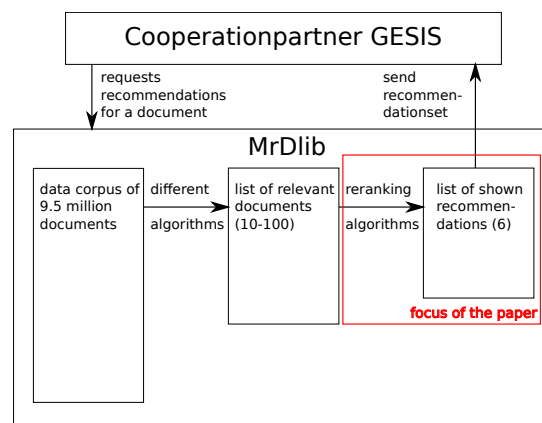 Cooperationpartner GESIS
requests
recommendations
for a document
send
recommen-
dationset
MrDlib
data corpus of
9.5 million
documents
different
algorithms
list of relevant
documents
(10-100)
reranking
algorithms
list of shown
recommen-
dations (6)
focus of the paper